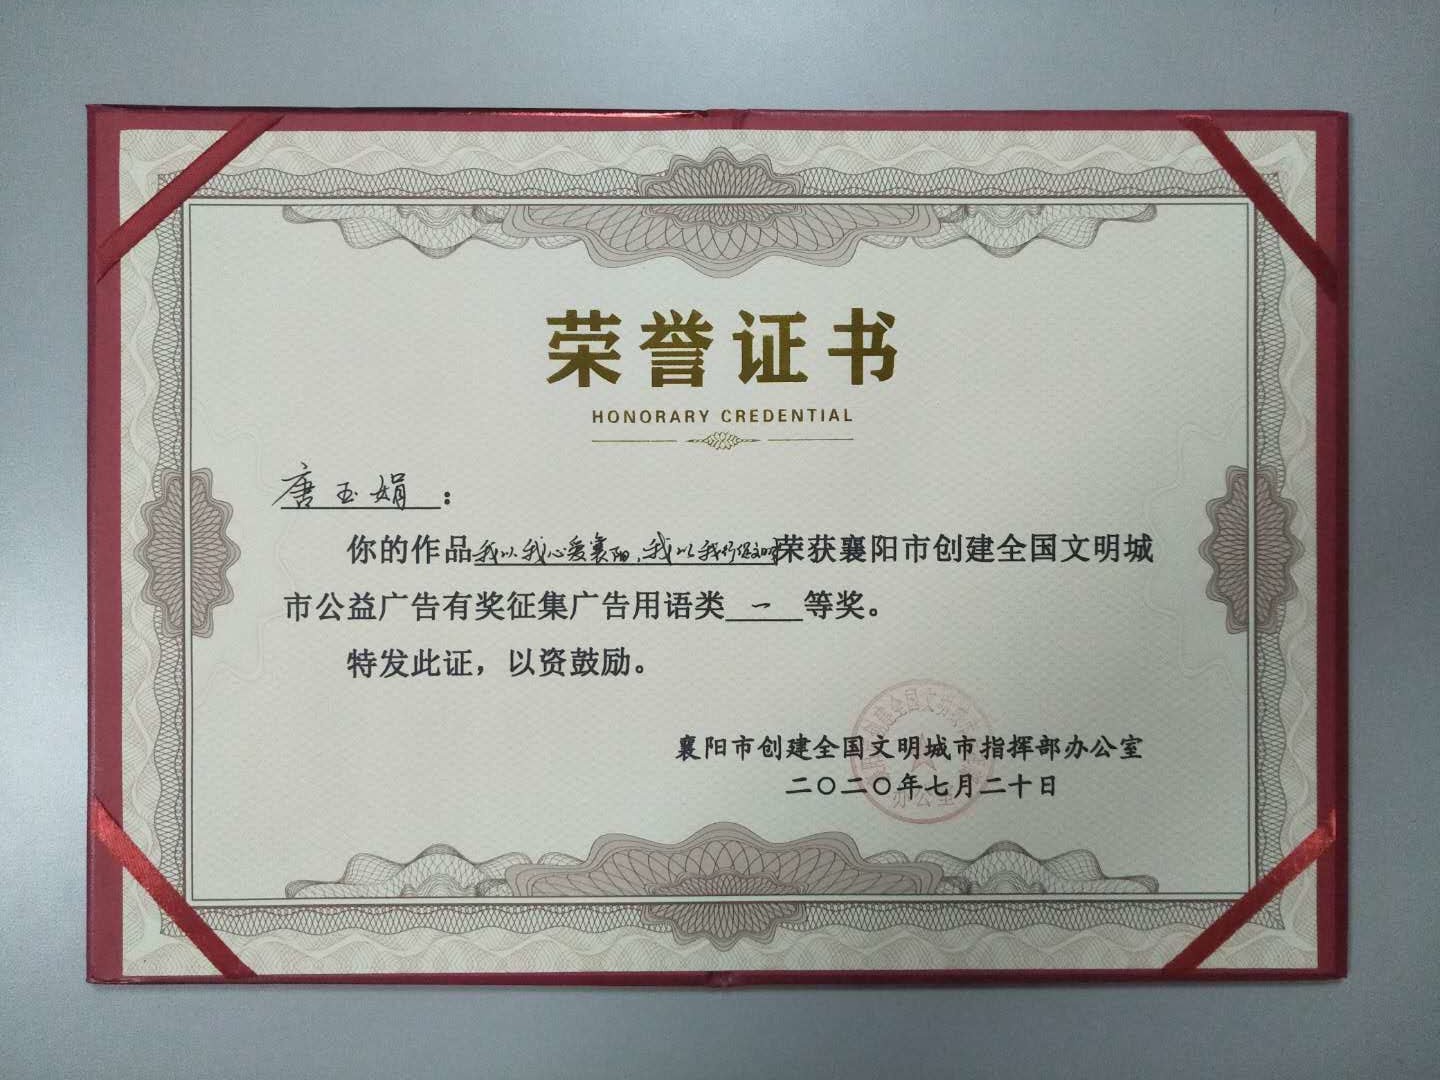 荣誉证书
HONORARY CREDENTIAL
唐玉娟：
你的作品我以我心爱襄阳，我以我行促文明荣获襄阳市创建全国文明城
市公益广告有奖征集广告用语类一等奖。
特发此证，以资鼓励。
襄阳市创建全国文明城市指挥部办公室
二〇二〇年七月二十日
办公室